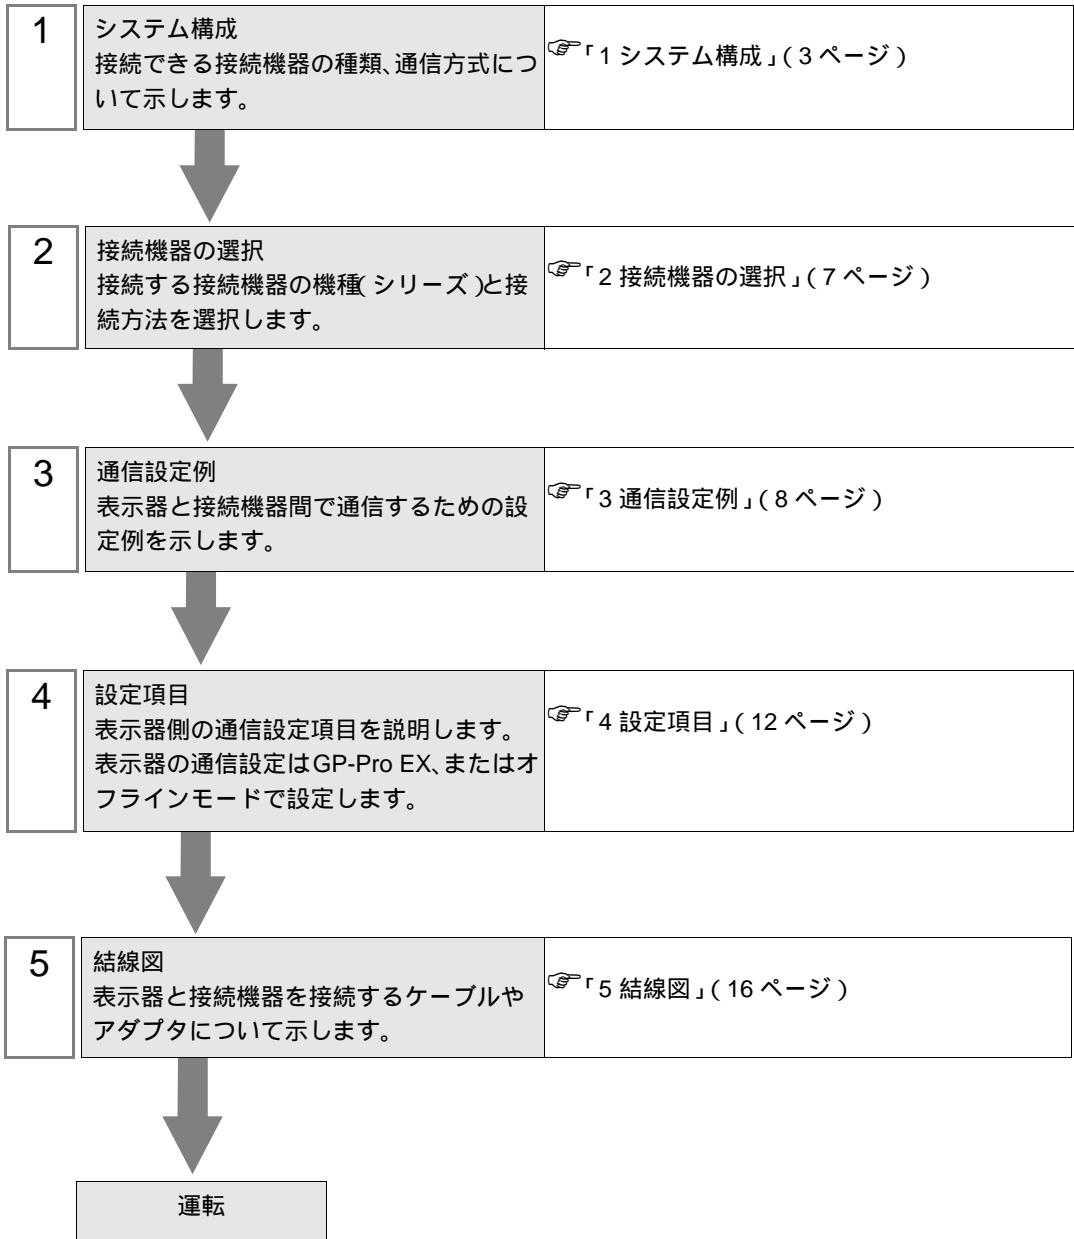 1
システム構成
接続できる接続機器の種類、通信方式につ
いて示します。
☞「1 システム構成」( 3 ページ )
2
接続機器の選択
接続する接続機器の機種( シリーズ )と接
続方法を選択します。
☞「2 接続機器の選択」( 7 ページ )
3
通信設定例
表示器と接続機器間で通信するための設
定例を示します。
☞「3 通信設定例」( 8 ページ )
4
設定項目
表示器側の通信設定項目を説明します。
表示器の通信設定はGP-Pro EX、またはオ
フラインモードで設定します。
☞「4 設定項目」( 12 ページ )
5
結線図
表示器と接続機器を接続するケーブルや
アダプタについて示します。
☞「5 結線図」( 16 ページ )
運転